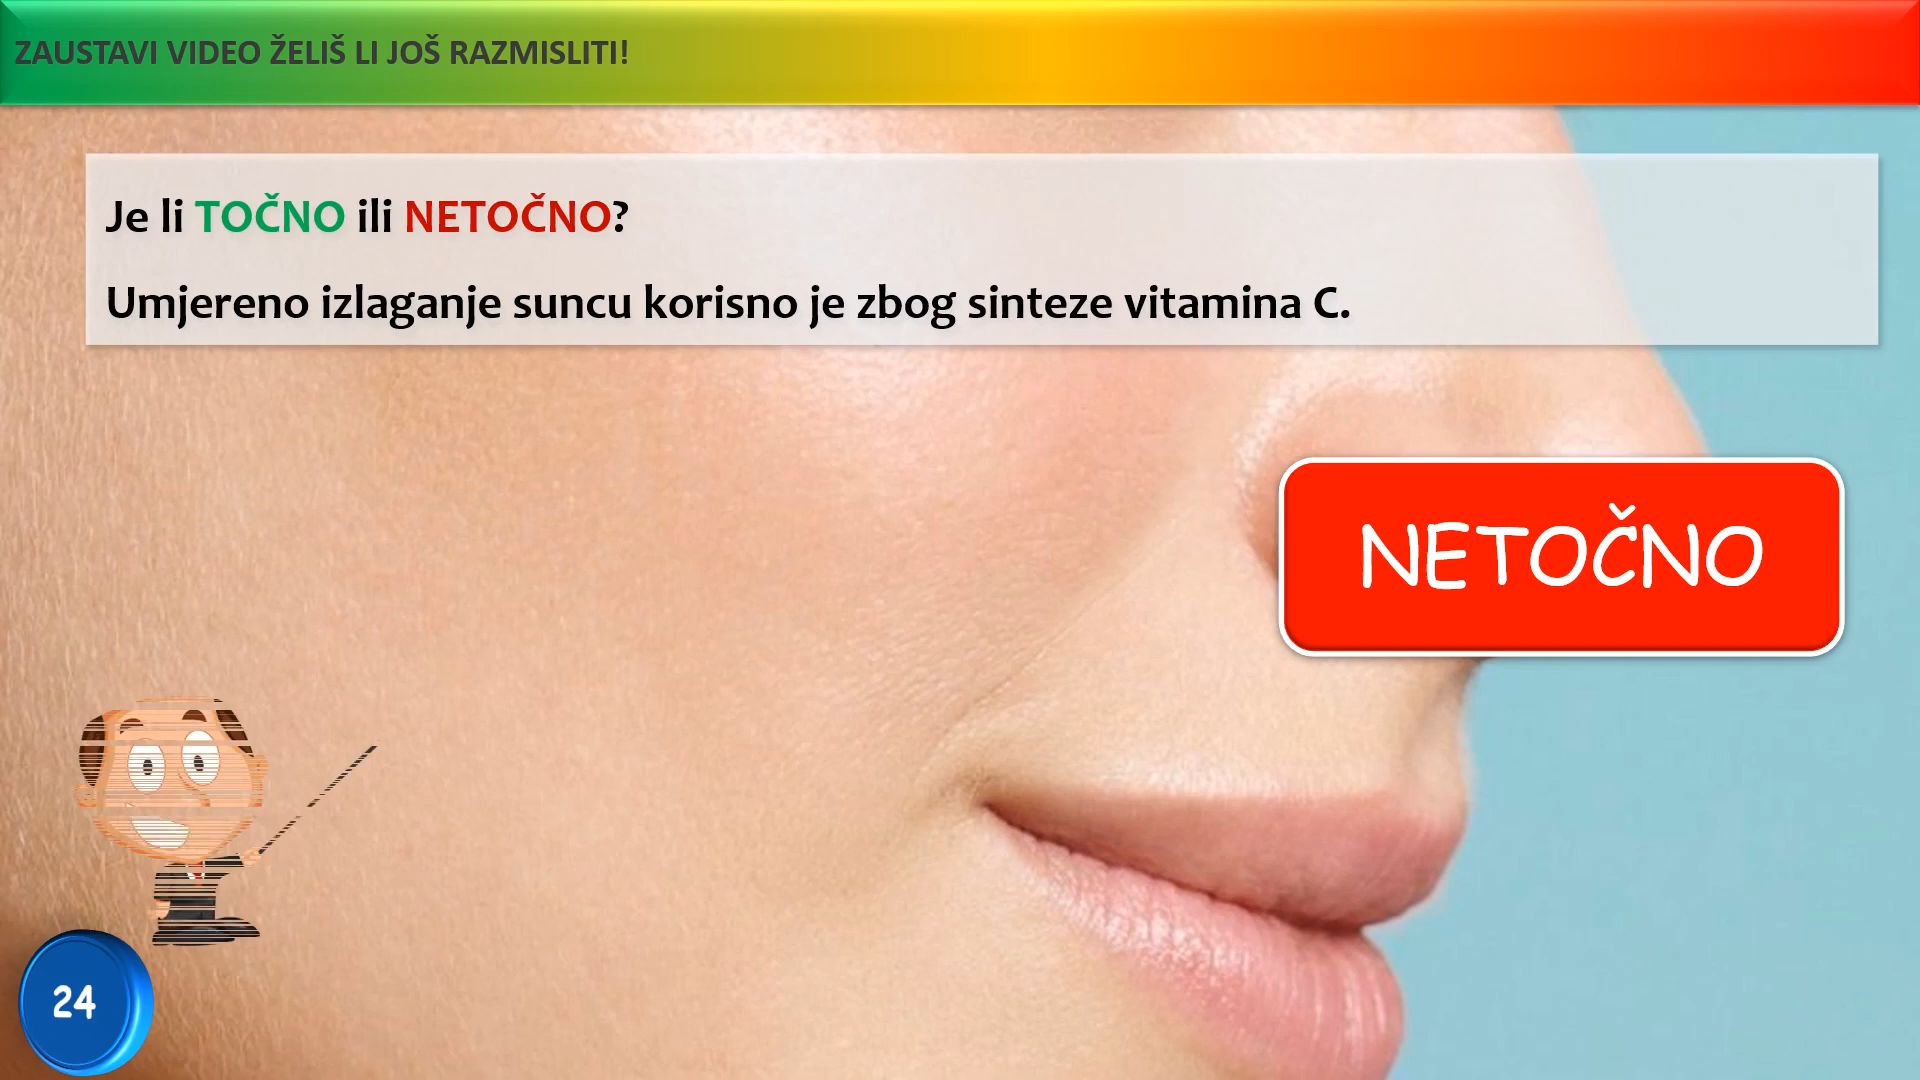 ZAUSTAVI VIDEO ŽELIŠ LI JOŠ RAZMISLITI!
Je li TOČNO ili NETOČNO?
Umjereno izlaganje suncu korisno je zbog sinteze vitamina C.
NETOČNO
24